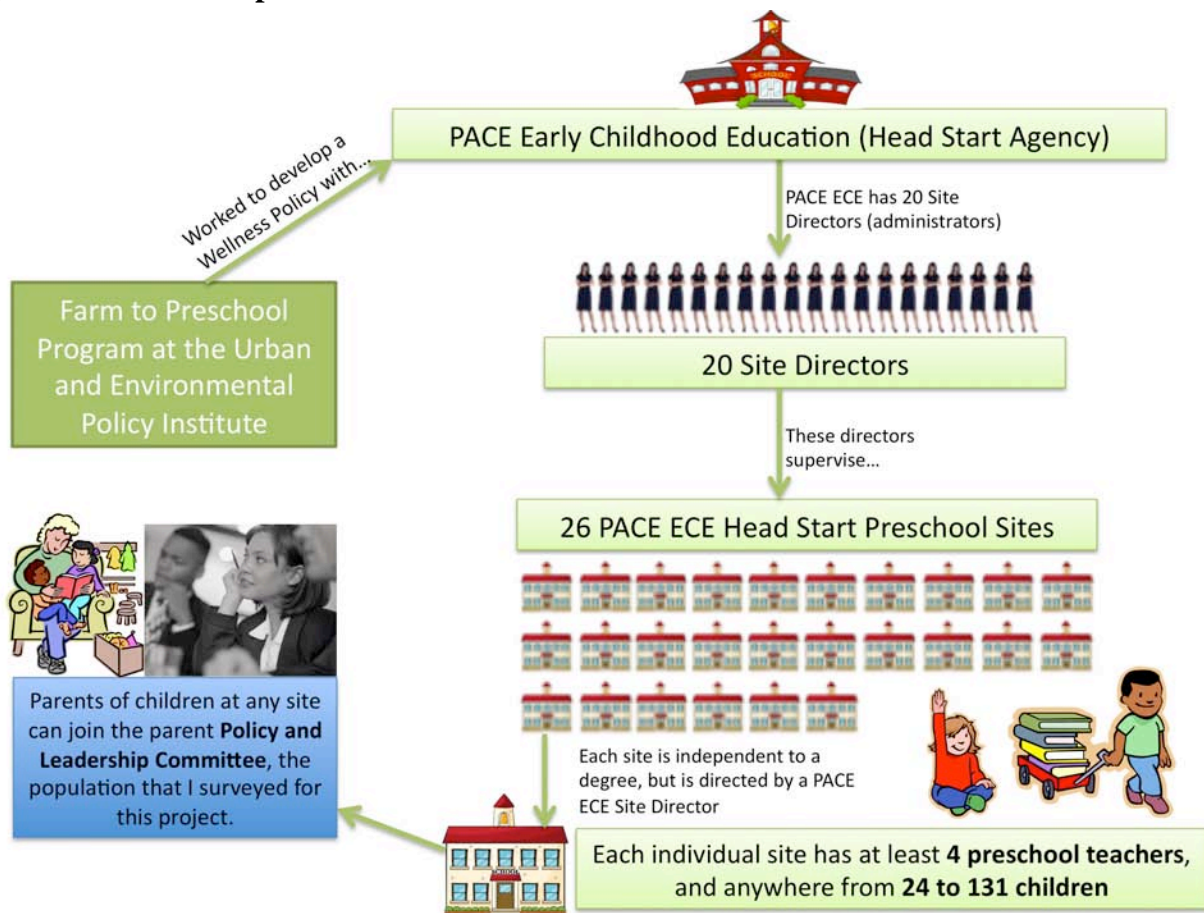 SCHOOL
PACE Early Childhood Education (Head Start Agency)
Worked to develop a
Wellness Policy with...
PACE ECE has 20 Site
Directors (administrators)
Farm to Preschool
Program at the Urban
and Environmental
Policy Institute
20 Site Directors
These directors
supervise...
26 PACE ECE Head Start Preschool Sites
Parents of children at any site
can join the parent Policy and
Leadership Committee, the
population that I surveyed for
this project.
Each site is independent to a
degree, but is directed by a PACE
ECE Site Director
SCHOOL
Each individual site has at least 4 preschool teachers,
and anywhere from 24 to 131 children